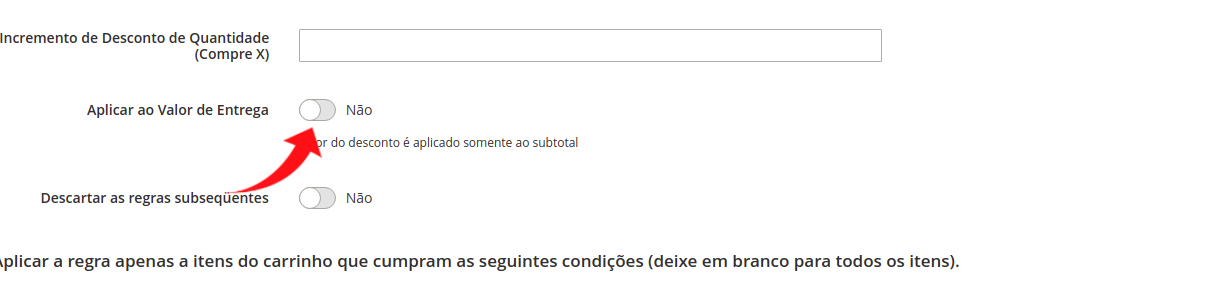 Incremento de Desconto de Quantidade
(Compre X)
Aplicar ao Valor de Entrega Não
or do desconto é aplicado somente ao subtotal
Descartar as regras subseqüentes Não
Aplicar a regra apenas a itens do carrinho que cumpram as seguintes condições (deixe em branco para todos os itens).